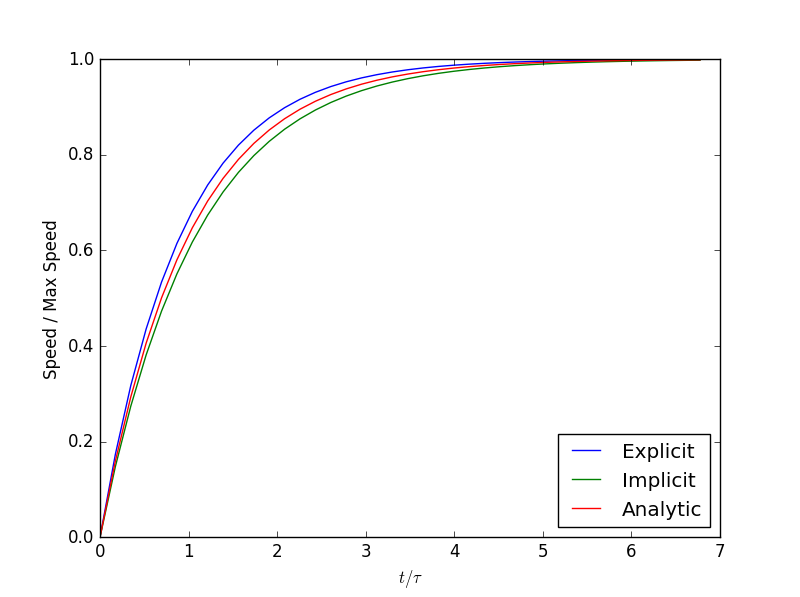 1.0
0.8
0.6
0.4
0.2
0.0
Speed / Max Speed
Explicit
Implicit
Analytic
0 1 2 3 4 5 6 7
t/τ